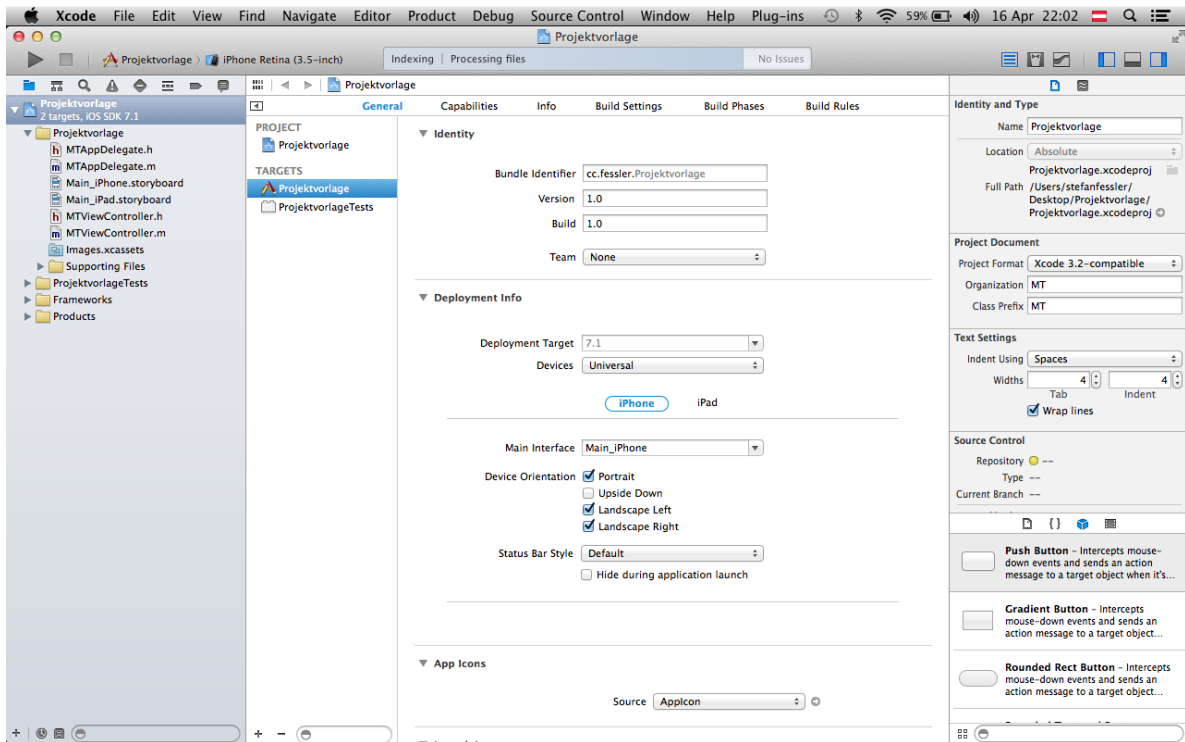 Xcode File Edit View Find Navigate Editor Product Debug Source Control Window Help Plug-ins 59% 16 Apr 22:02
Projektvorlage
Projektvorlage iPhone Retina (3.5-inch) Indexing | Processing files No Issues
Projektvorlage
2 targets, iOS SDK 7.1
Projektvorlage
h MTAppDelegate.h
m MTAppDelegate.m
Main_iPhone.storyboard
Main_iPad.storyboard
h MTViewController.h
m MTViewController.m
Images.xcassets
Supporting Files
ProjektvorlageTests
Frameworks
Products
Projektvorlage
General Capabilities Info Build Settings Build Phases Build Rules
PROJECT
Projektvorlage
TARGETS
Projektvorlage
ProjektvorlageTests
Identity
Bundle Identifier cc.fessler.Projektvorlage
Version 1.0
Build 1.0
Team None
Deployment Info
Deployment Target 7.1
Devices Universal
iPhone iPad
Main Interface Main_iPhone
Device Orientation Portrait
Upside Down
Landscape Left
Landscape Right
Status Bar Style Default
Hide during application launch
App Icons
Source AppIcon
Identity and Type
Name Projektvorlage
Location Absolute
Projektvorlage.xcodeproj
Full Path /Users/stefanfessler/
Desktop/Projektvorlage/
Projektvorlage.xcodeproj
Project Document
Project Format Xcode 3.2-compatible
Organization MT
Class Prefix MT
Text Settings
Indent Using Spaces
Widths 4 4
Tab Indent
Wrap lines
Source Control
Repository --
Type --
Current Branch --
{ }
Push Button - Intercepts mouse-
down events and sends an action
message to a target object when it's...
Gradient Button - Intercepts
mouse-down events and sends an
action message to a target object...
Rounded Rect Button - Intercepts
mouse-down events and sends an
action message to a target object...